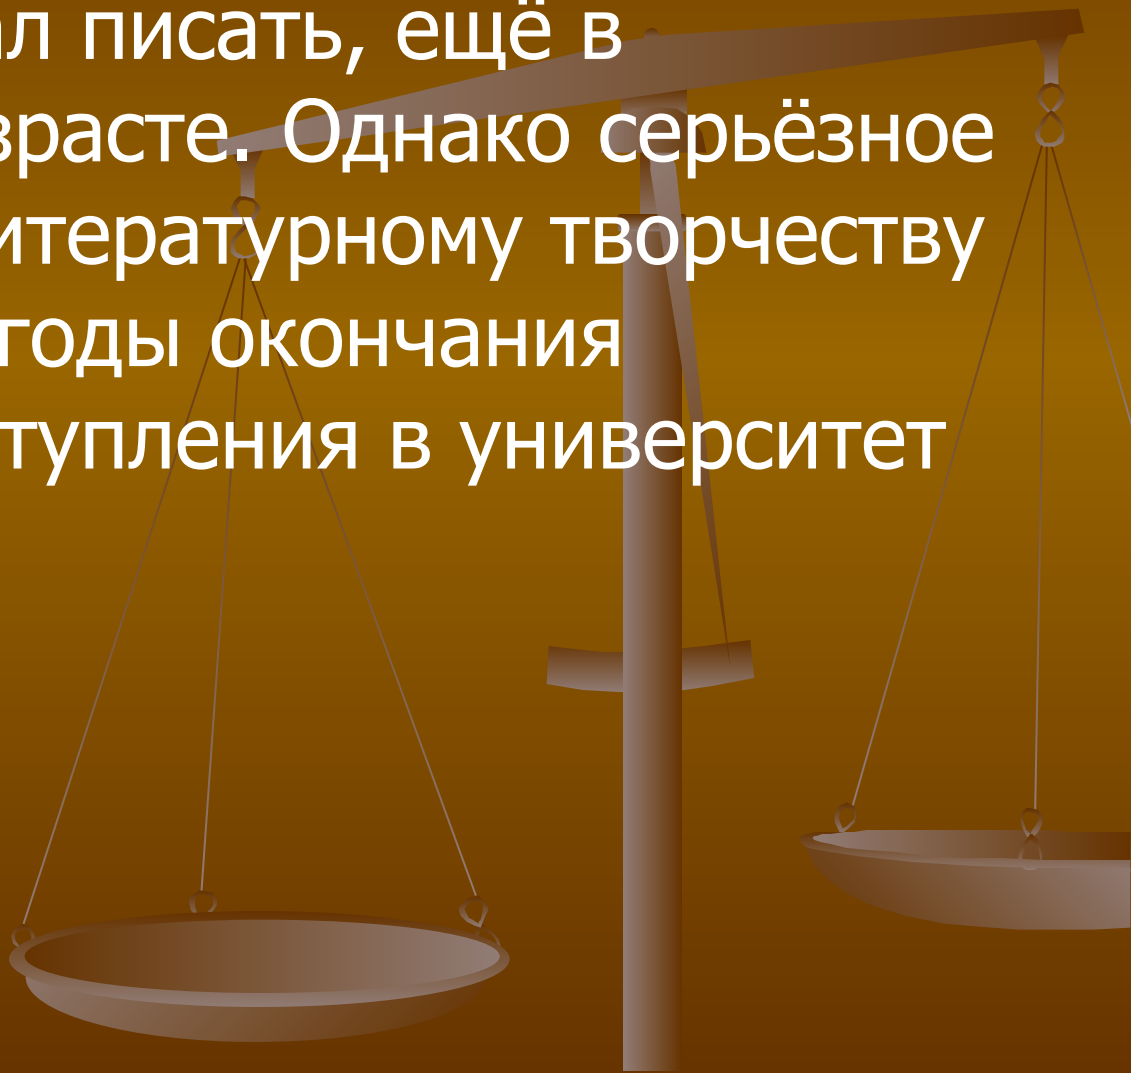 ал писать, ещё в
зрасте. Однако серьёзное
итературному творчеству
годы окончания
тупления в университет